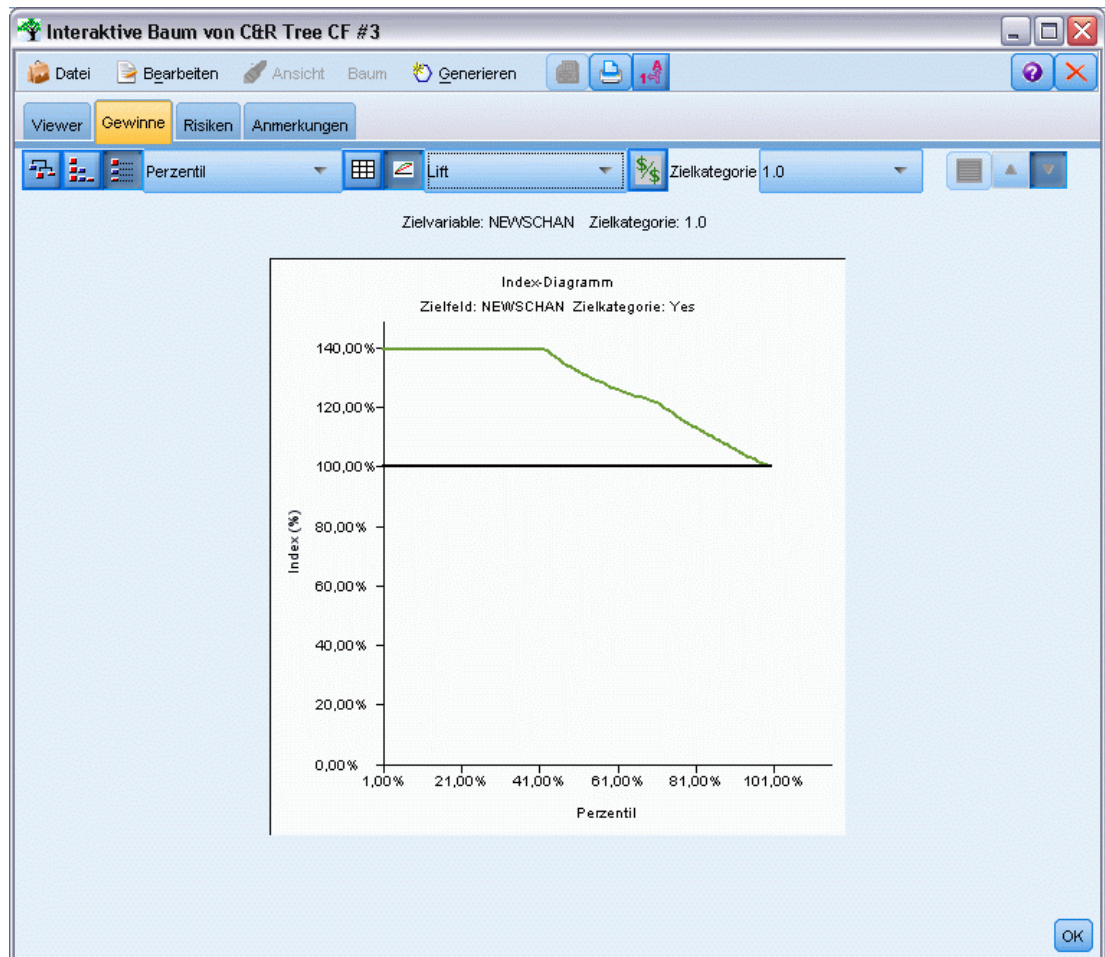 Interaktive Baum von C&R Tree CF #3
Datei Bearbeiten Ansicht Baum Generieren
Viewer Gewinne Risiken Anmerkungen
Perzentil Lift $/$ Zielkategorie 1.0
Zielvariable: NEWSCHAN Zielkategorie: 1.0
Index-Diagramm
Zielfeld: NEWSCHAN Zielkategorie: Yes
140,00%
120,00%
100,00%
80,00%
60,00%
40,00%
20,00%
0,00%
Index (%)
1,00% 21,00% 41,00% 61,00% 81,00% 101,00%
Perzentil
OK